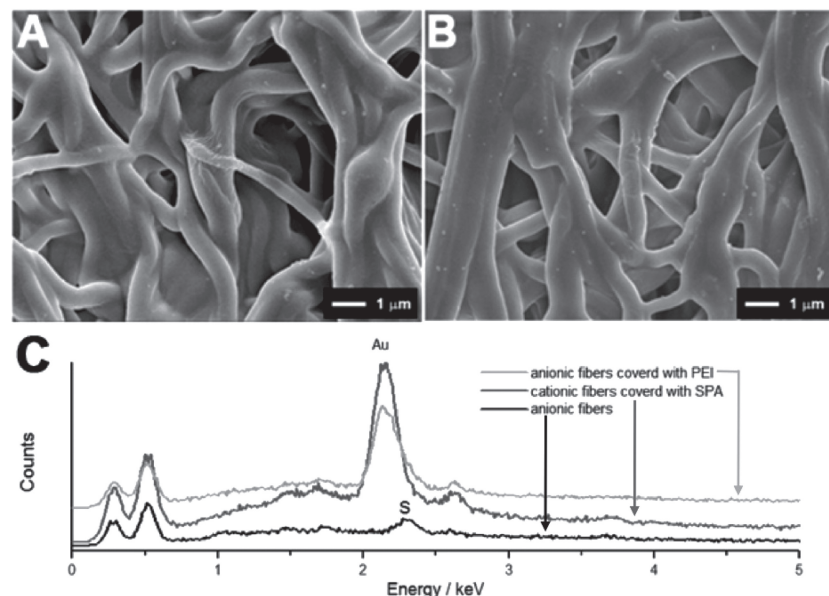 A
B
1 μm
1 μm
C
Au
anionic fibers coverd with PEI
cationic fibers coverd with SPA
anionic fibers
Counts
S
0
1
2
3
4
5
Energy / keV